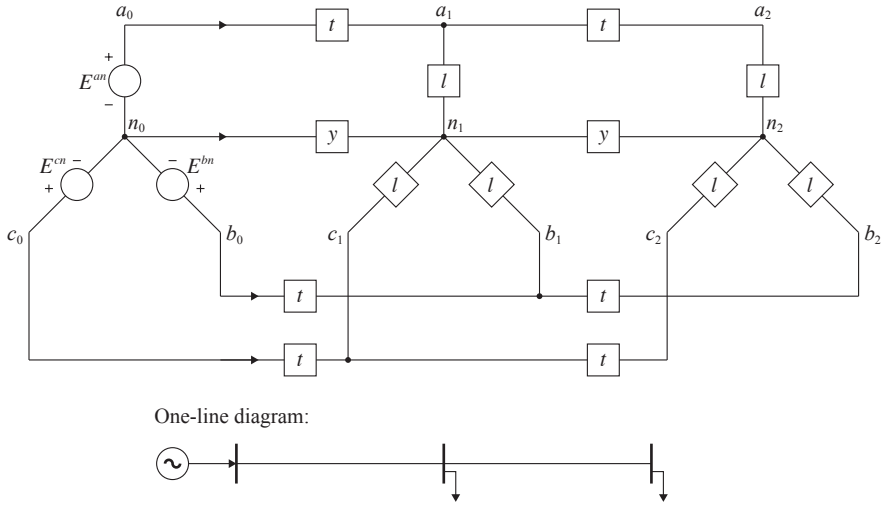 a₀ a₁ a₂
t t
+
Eᵃⁿ l l
−
n₀ n₁ n₂
y y
Eᶜⁿ − − Eᵇⁿ
+ + l l l l
c₀ b₀ c₁ b₁ c₂ b₂
t t
t t
One-line diagram: